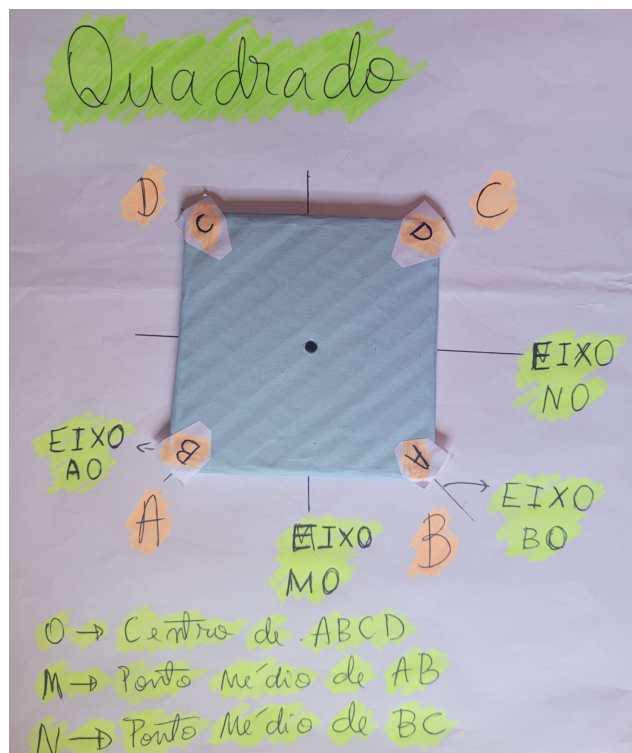 Quadrado
D
C
C
D
EIXO
NO
EIXO
AO
B
A
EIXO
BO
A
B
EIXO
MO
O → Centro de ABCD
M → Ponto Médio de AB
N → Ponto Médio de BC